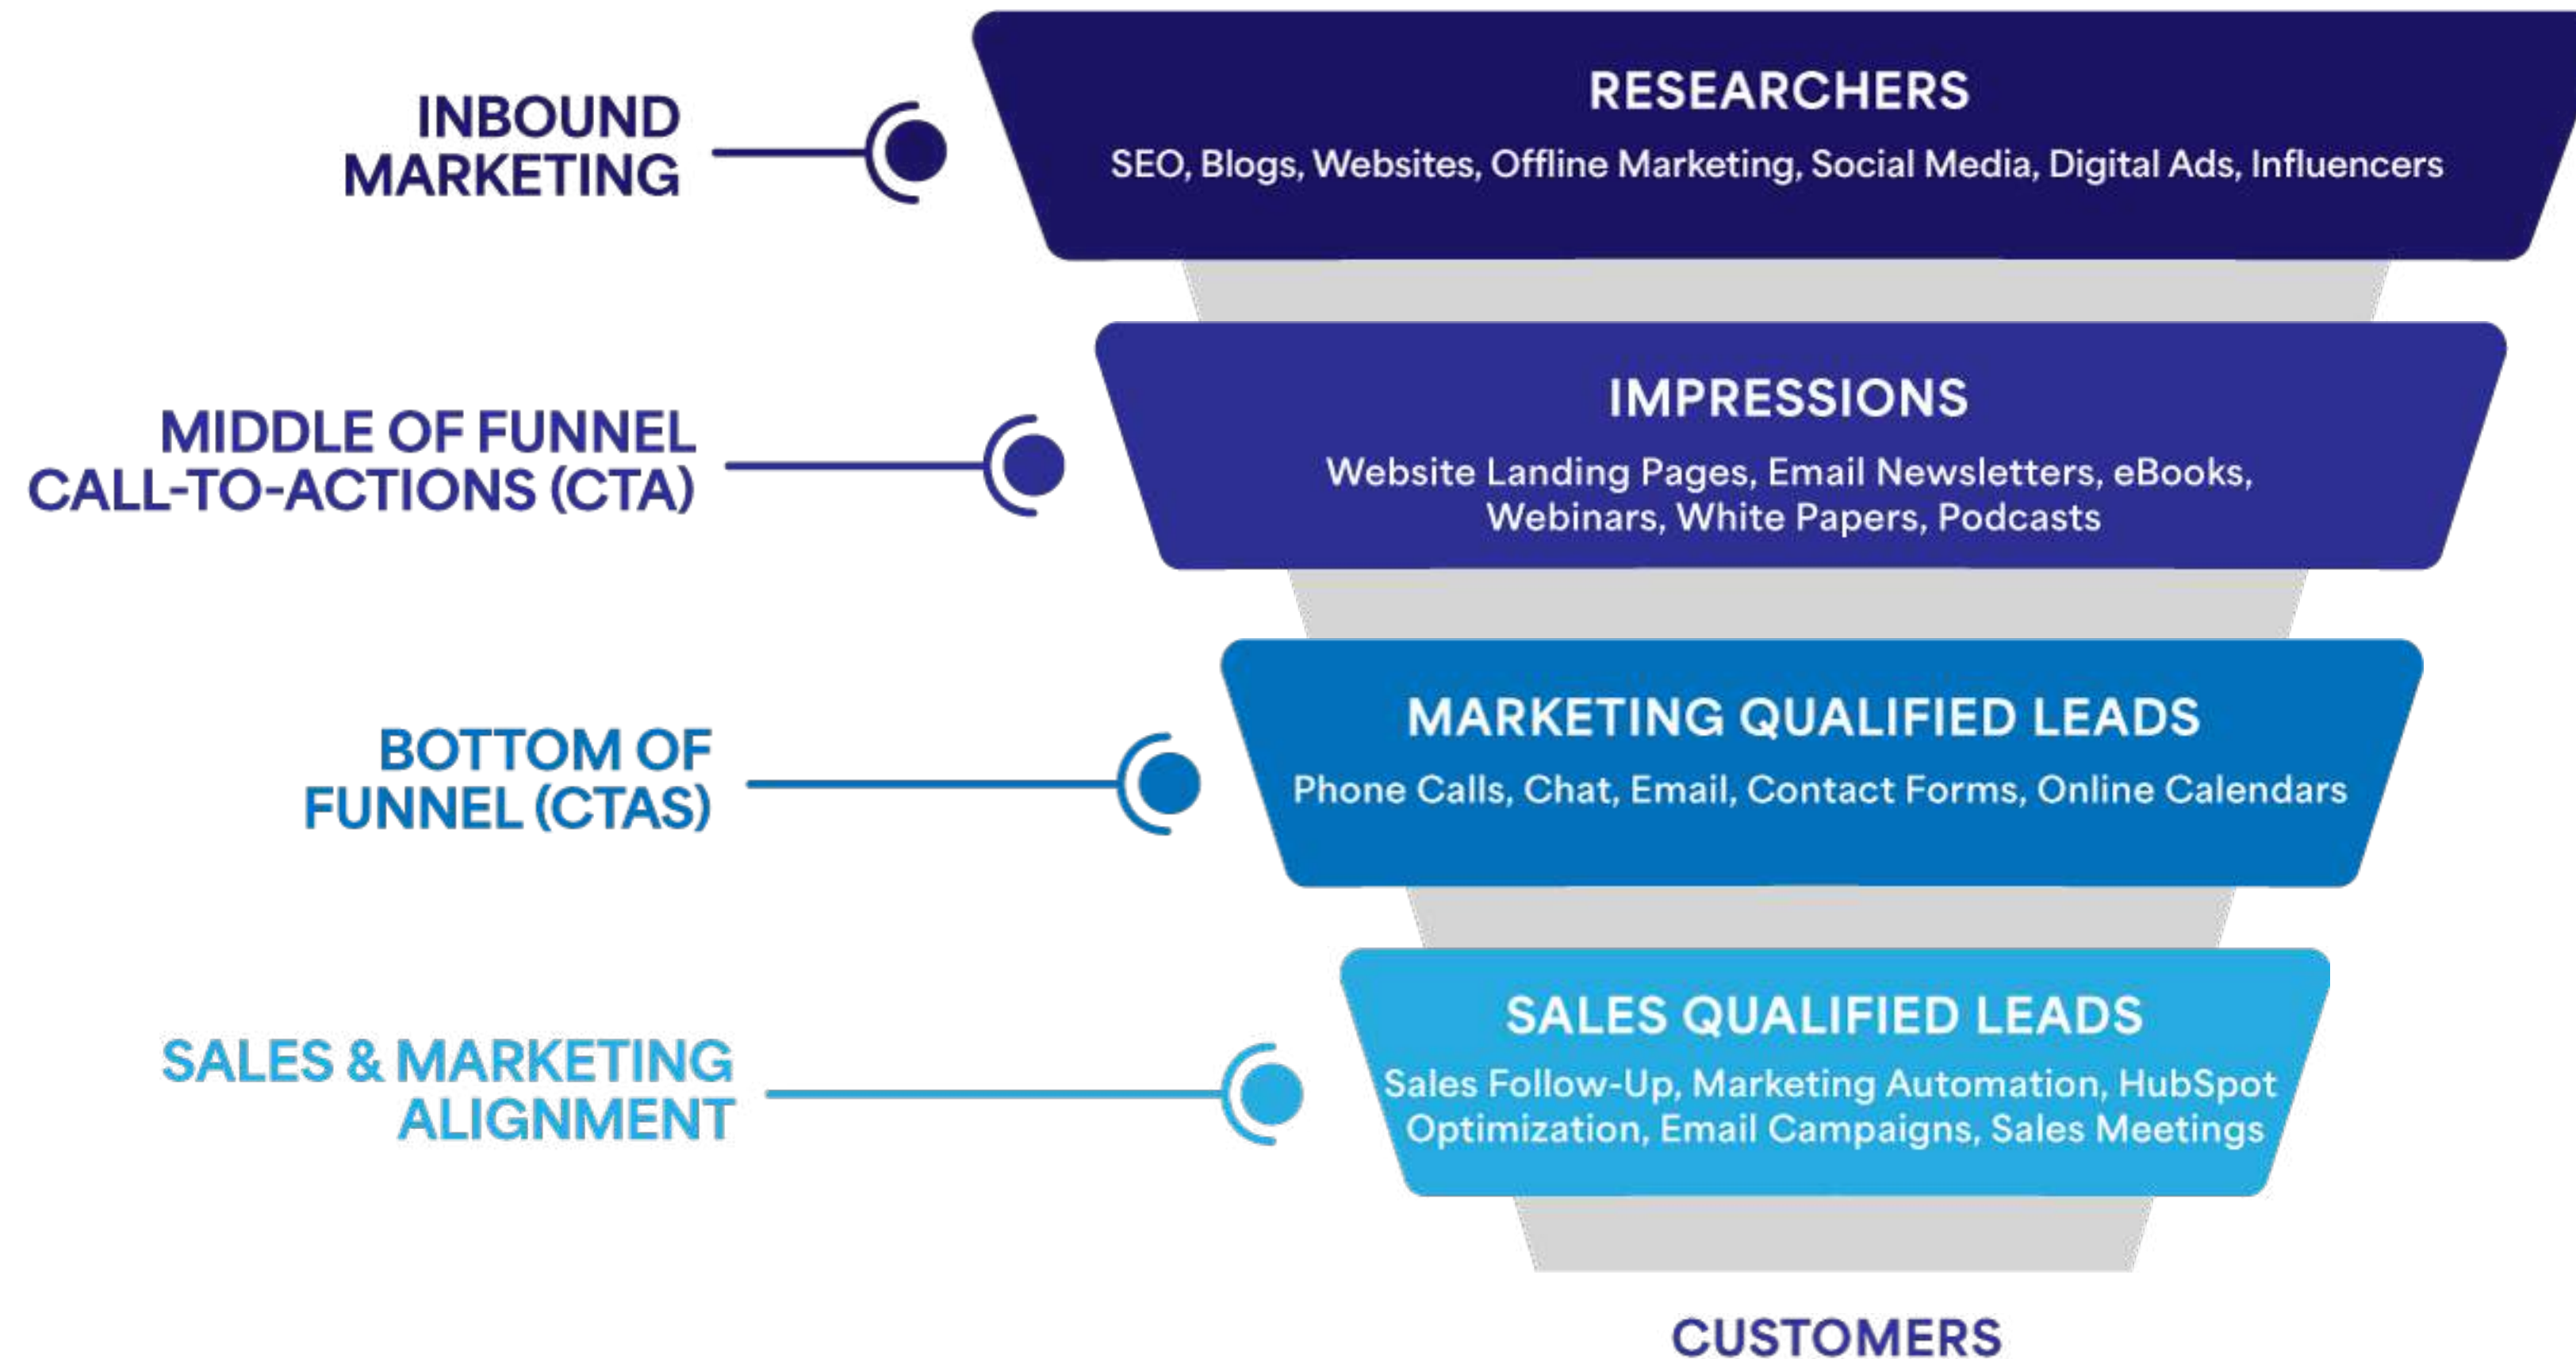 INBOUND
MARKETING
RESEARCHERS
SEO, Blogs, Websites, Offline Marketing, Social Media, Digital Ads, Influencers
MIDDLE OF FUNNEL
CALL-TO-ACTIONS (CTA)
IMPRESSIONS
Website Landing Pages, Email Newsletters, eBooks,
Webinars, White Papers, Podcasts
BOTTOM OF
FUNNEL (CTAS)
MARKETING QUALIFIED LEADS
Phone Calls, Chat, Email, Contact Forms, Online Calendars
SALES & MARKETING
ALIGNMENT
SALES QUALIFIED LEADS
Sales Follow-Up, Marketing Automation, HubSpot
Optimization, Email Campaigns, Sales Meetings
CUSTOMERS